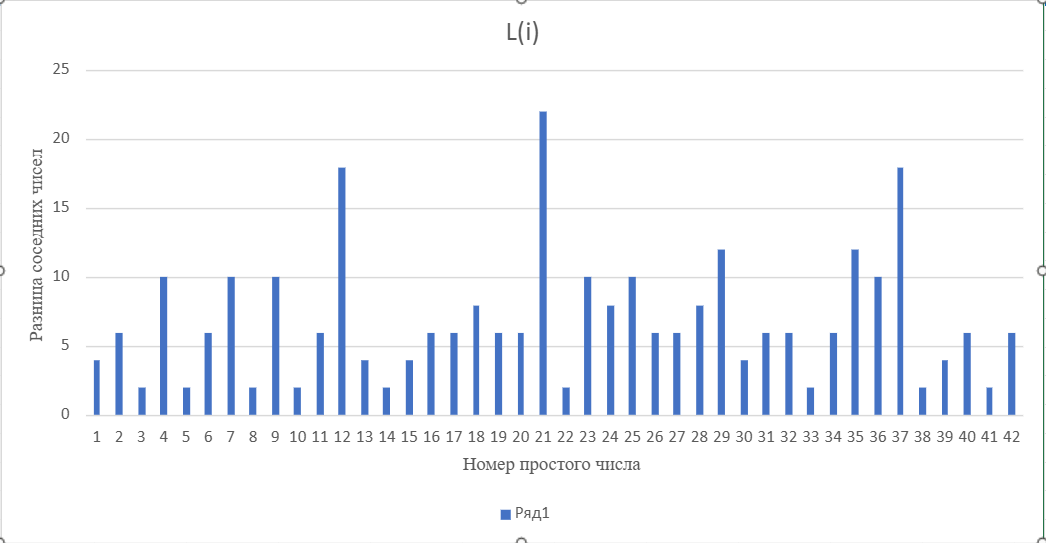 L(i)
25
20
15
10
5
0
Разница соседних чисел
1 2 3 4 5 6 7 8 9 10 11 12 13 14 15 16 17 18 19 20 21 22 23 24 25 26 27 28 29 30 31 32 33 34 35 36 37 38 39 40 41 42
Номер простого числа
Ряд1